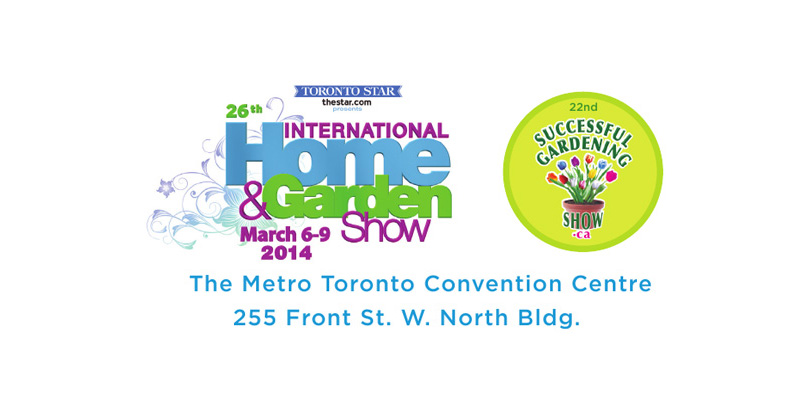 TORONTO STAR
thestar.com
presents
26th
INTERNATIONAL
Home
&Garden
Show
March 6-9
2014
22nd
SUCCESSFUL
GARDENING
SHOW
.ca
The Metro Toronto Convention Centre
255 Front St. W. North Bldg.